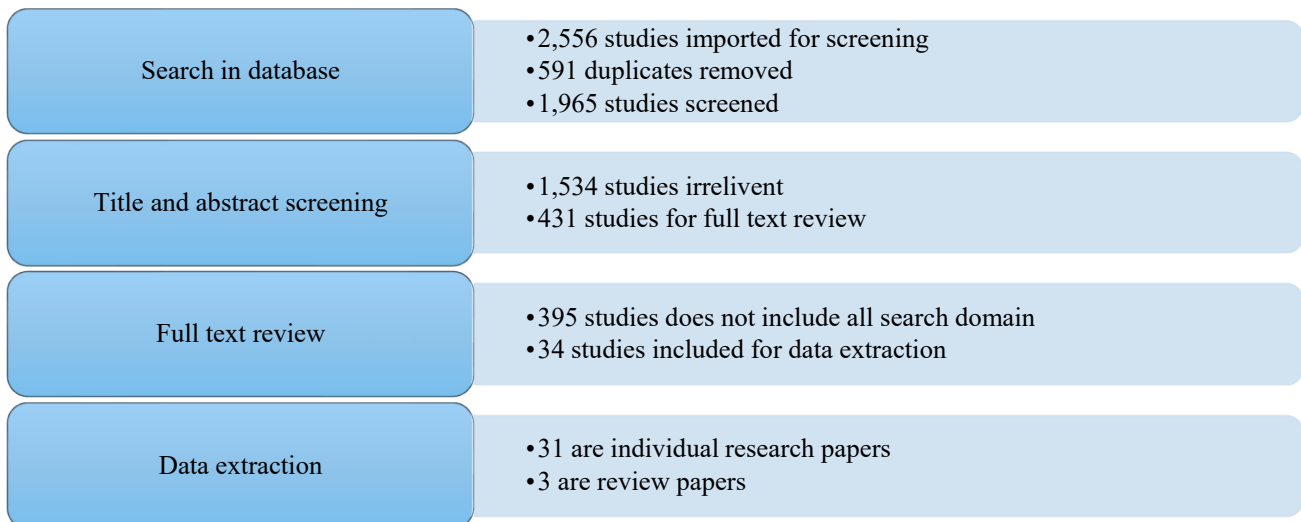 Search in database
•2,556 studies imported for screening
•591 duplicates removed
•1,965 studies screened
Title and abstract screening
•1,534 studies irrelivent
•431 studies for full text review
Full text review
•395 studies does not include all search domain
•34 studies included for data extraction
Data extraction
•31 are individual research papers
•3 are review papers